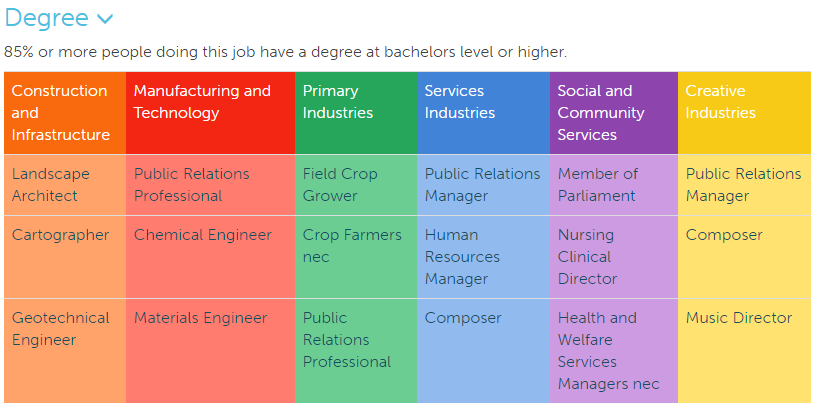 Degree
85% or more people doing this job have a degree at bachelors level or higher.
Construction and Infrastructure
Manufacturing and Technology
Primary Industries
Services Industries
Social and Community Services
Creative Industries
Landscape Architect
Public Relations Professional
Field Crop Grower
Public Relations Manager
Member of Parliament
Public Relations Manager
Cartographer
Chemical Engineer
Crop Farmers nec
Human Resources Manager
Nursing Clinical Director
Composer
Geotechnical Engineer
Materials Engineer
Public Relations Professional
Composer
Health and Welfare Services Managers nec
Music Director